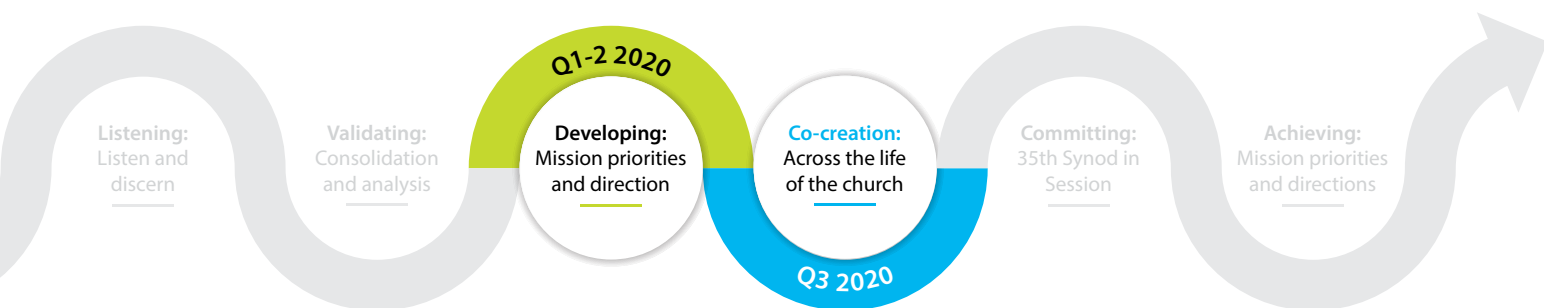 Listening:
Listen and
discern
Validating:
Consolidation
and analysis
Q1-2 2020
Developing:
Mission priorities
and direction
Co-creation:
Across the life
of the church
Q3 2020
Committing:
35th Synod in
Session
Achieving:
Mission priorities
and directions